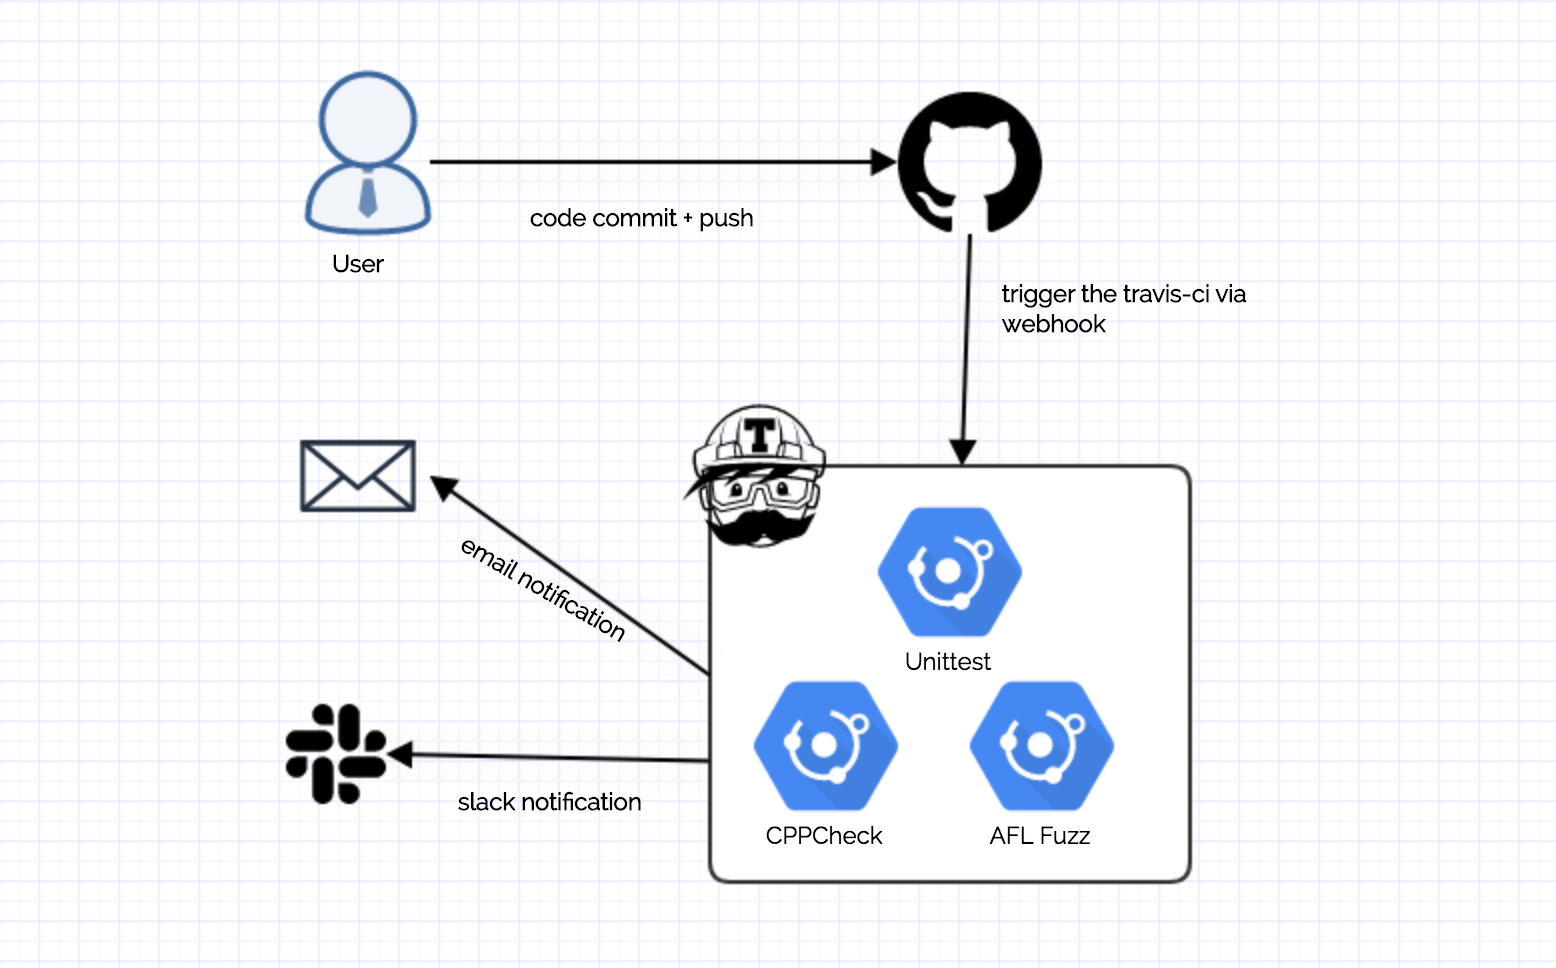 code commit + push
User
trigger the travis-ci via
webhook
T
email notification
Unittest
slack notification
CPPCheck
AFL Fuzz